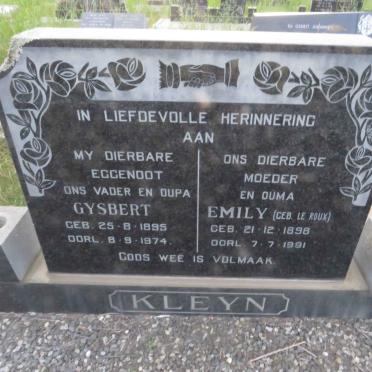 IN LIEFDEVOLLE HERINNERING
AAN
MY DIERBARE
EGGENOOT
ONS VADER EN OUPA
GYSBERT
GEB. 25-8-1895
OORL. 8-9-1974.
ONS DIERBARE
MOEDER
EN OUMA
EMILY (GEB. LE ROUX)
GEB. 21-12-1898
OORL 7-7-1991
GODS WEË IS VOLMAAK.
KLEYN